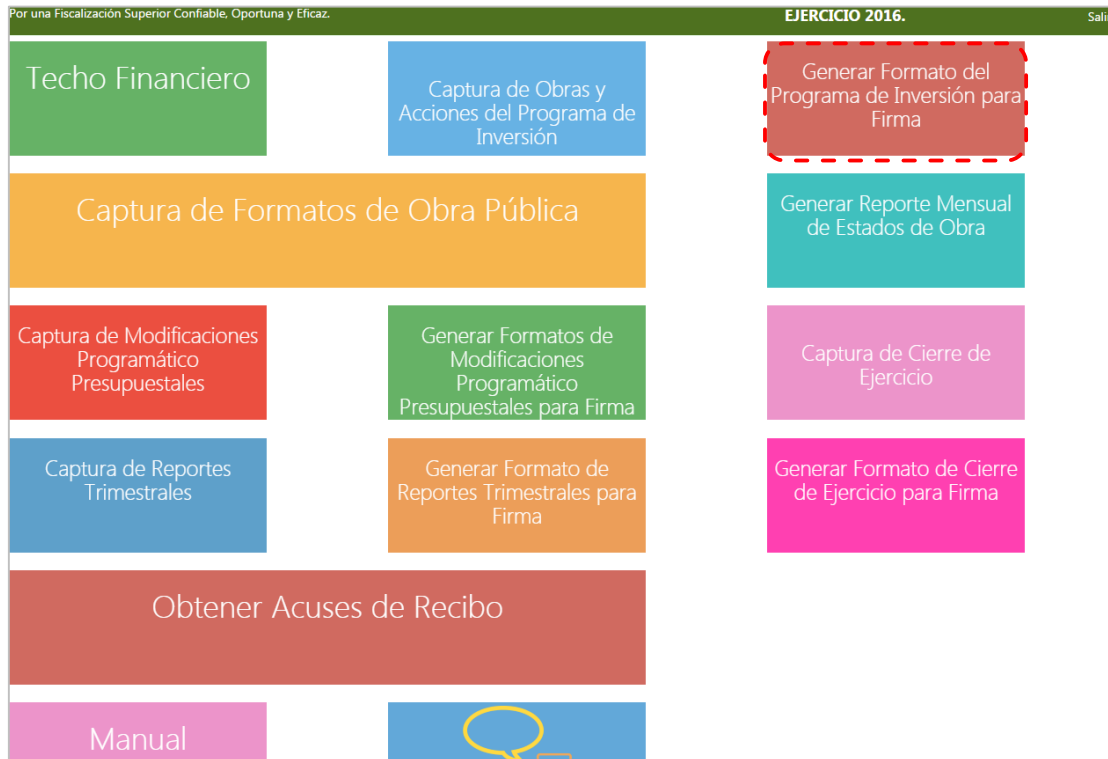 Por una Fiscalización Superior Confiable, Oportuna y Eficaz.
EJERCICIO 2016.
Techo Financiero
Captura de Obras y
Acciones del Programa de
Inversión
Generar Formato del
Programa de Inversión para
Firma
Captura de Formatos de Obra Pública
Generar Reporte Mensual
de Estados de Obra
Captura de Modificaciones
Programático
Presupuestales
Generar Formatos de
Modificaciones
Programático
Presupuestales para Firma
Captura de Cierre de
Ejercicio
Captura de Reportes
Trimestrales
Generar Formato de
Reportes Trimestrales para
Firma
Generar Formato de Cierre
de Ejercicio para Firma
Obtener Acuses de Recibo
Manual